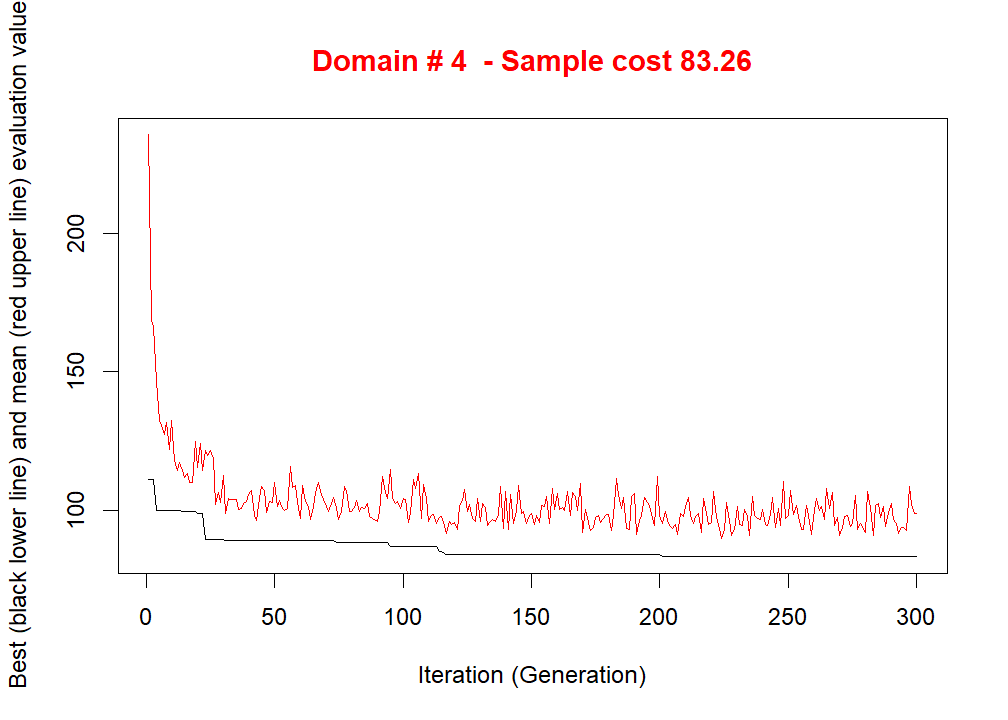 Domain # 4  - Sample cost 83.26
Best (black lower line) and mean (red upper line) evaluation value
200
150
100
0 50 100 150 200 250 300
Iteration (Generation)